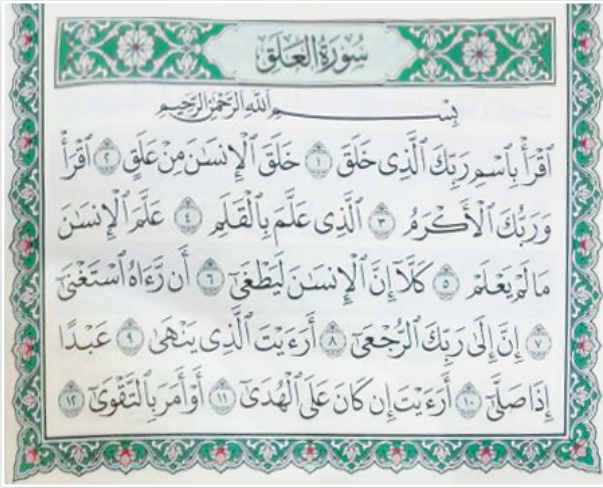 سُورَةُ العَلَقِ
بِسْمِ ٱللَّهِ ٱلرَّحْمَٰنِ ٱلرَّحِيمِ
ٱقْرَأْ بِٱسْمِ رَبِّكَ ٱلَّذِى خَلَقَ ١ خَلَقَ ٱلْإِنسَٰنَ مِنْ عَلَقٍ ٢ ٱقْرَأْ
وَرَبُّكَ ٱلْأَكْرَمُ ٣ ٱلَّذِى عَلَّمَ بِٱلْقَلَمِ ٤ عَلَّمَ ٱلْإِنسَٰنَ
مَا لَمْ يَعْلَمْ ٥ كَلَّآ إِنَّ ٱلْإِنسَٰنَ لَيَطْغَىٰٓ ٦ أَن رَّءَاهُ ٱسْتَغْنَىٰٓ
٧ إِنَّ إِلَىٰ رَبِّكَ ٱلرُّجْعَىٰٓ ٨ أَرَءَيْتَ ٱلَّذِى يَنْهَىٰ ٩ عَبْدًا
إِذَا صَلَّىٰٓ ١٠ أَرَءَيْتَ إِن كَانَ عَلَى ٱلْهُدَىٰٓ ١١ أَوْ أَمَرَ بِٱلتَّقْوَىٰٓ ١٢